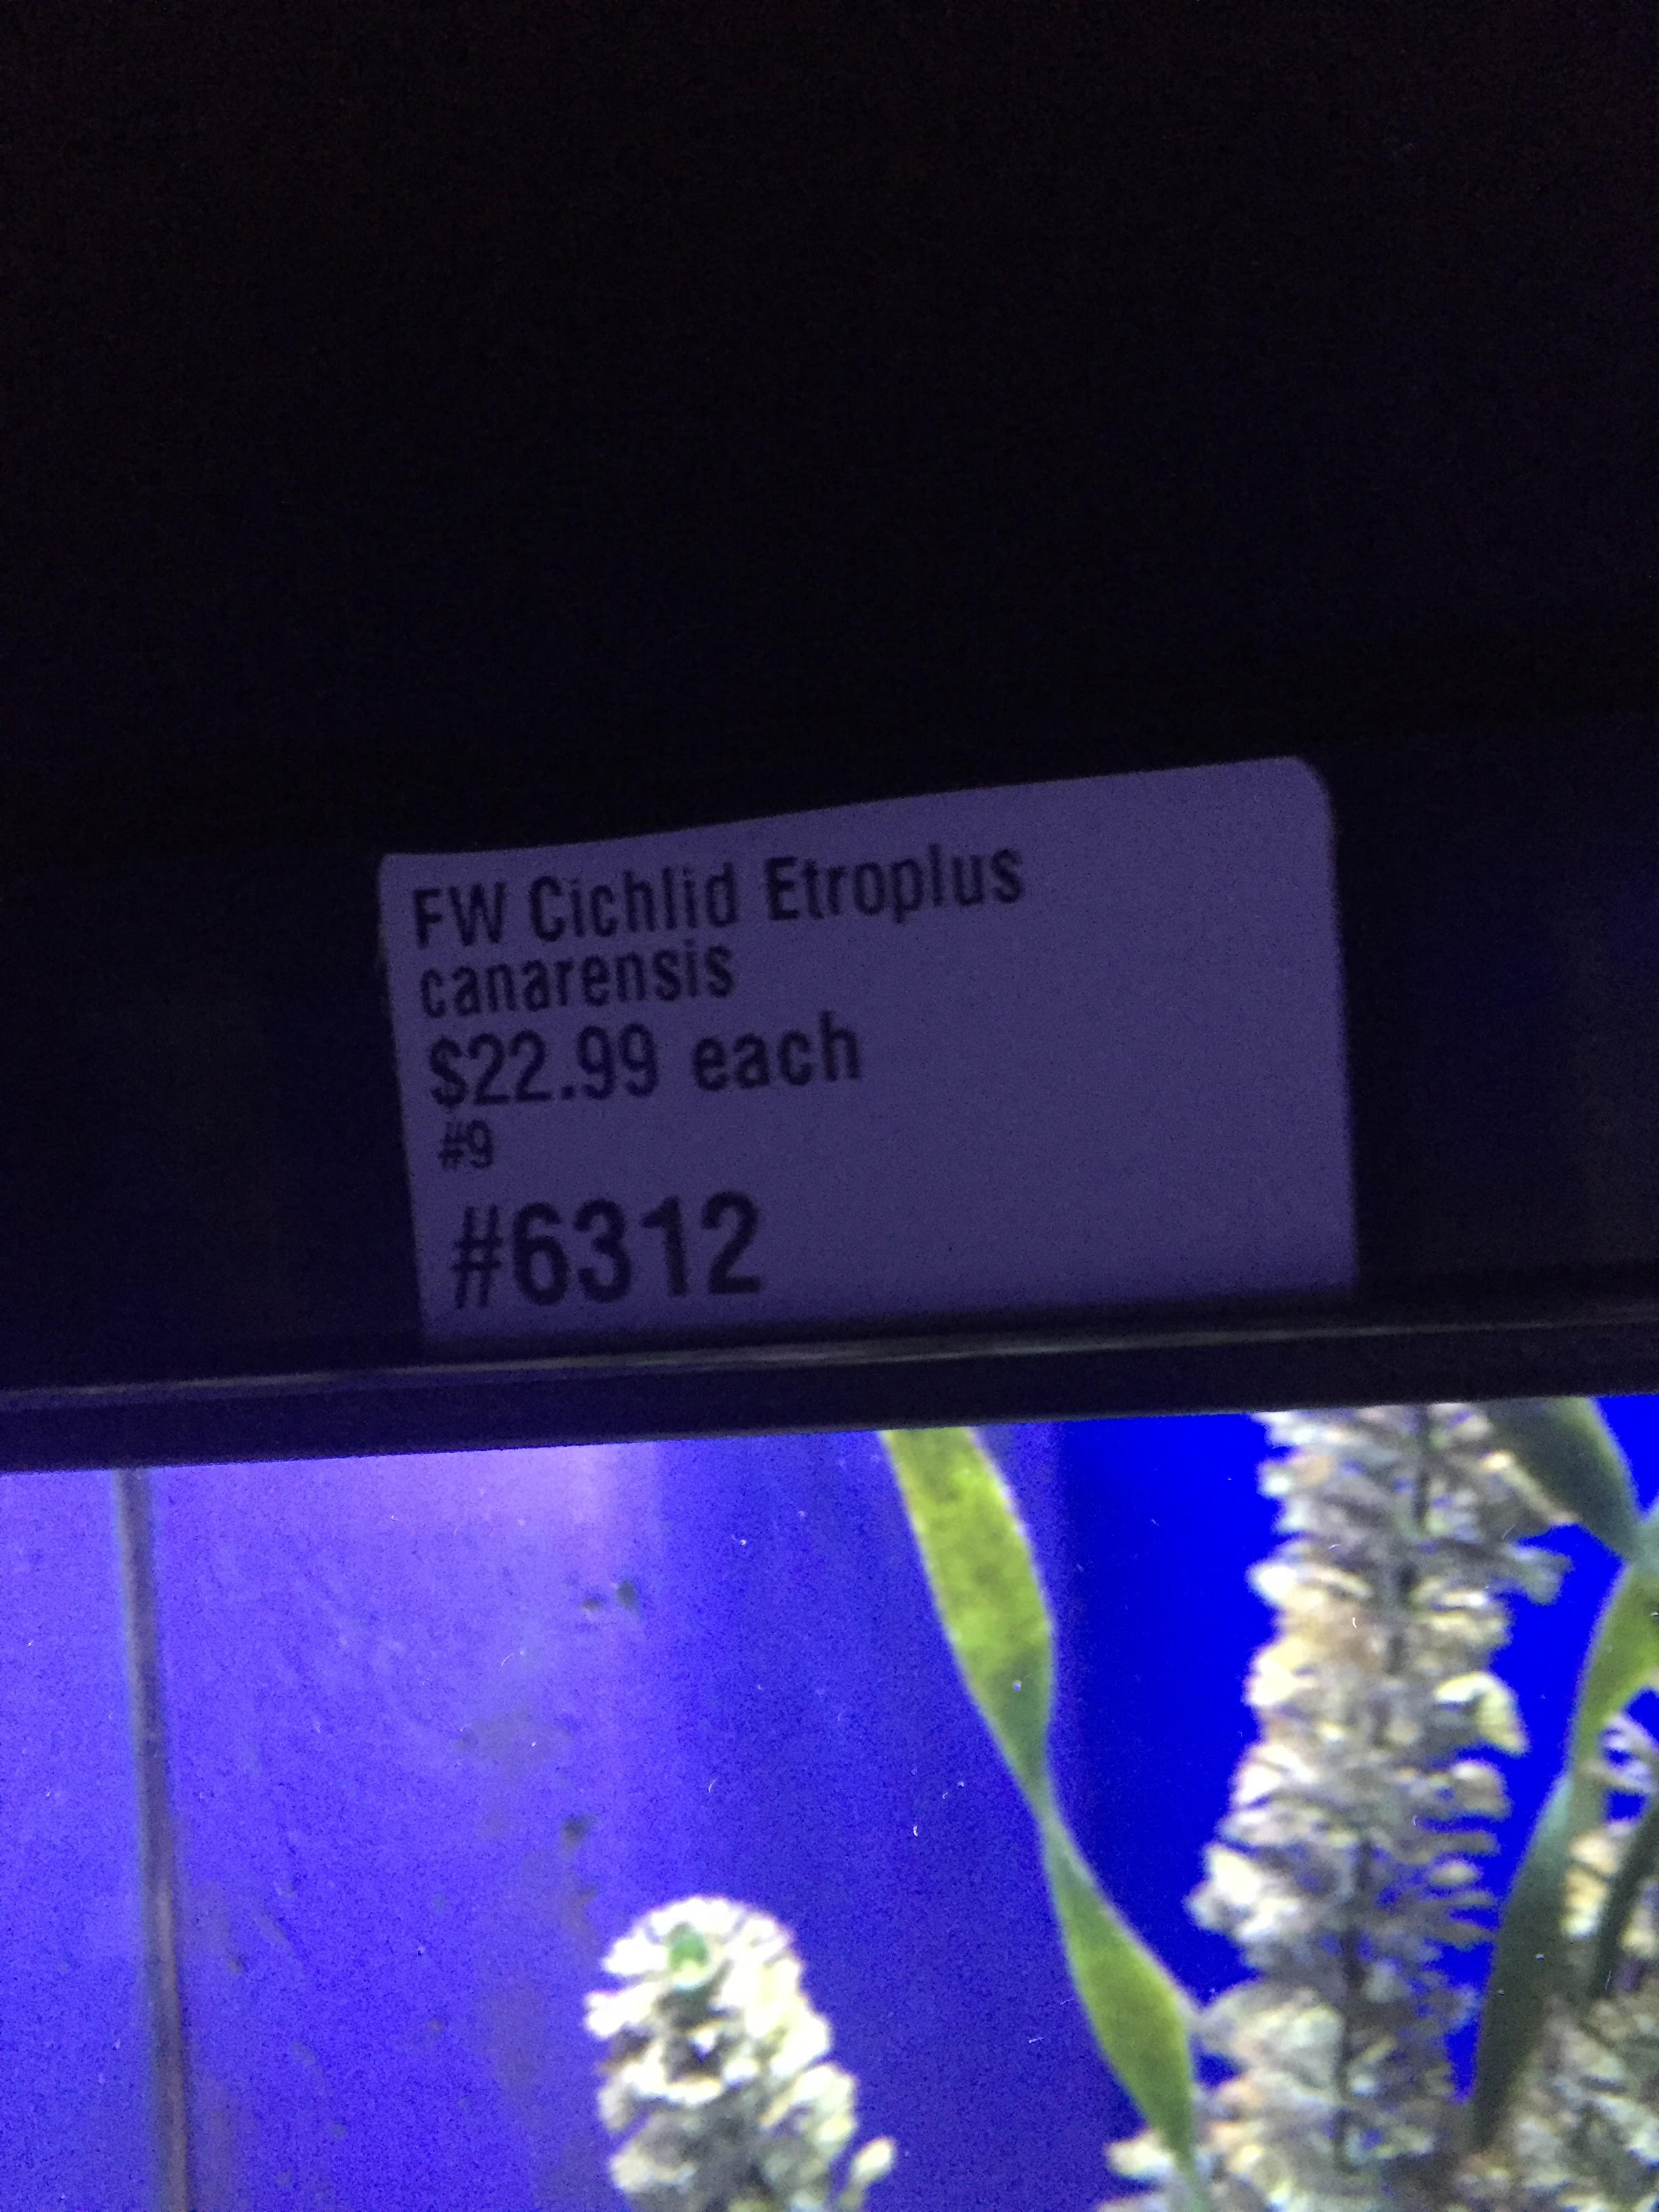 FW Cichlid Etroplus
canarensis
$22.99 each
#9
#6312